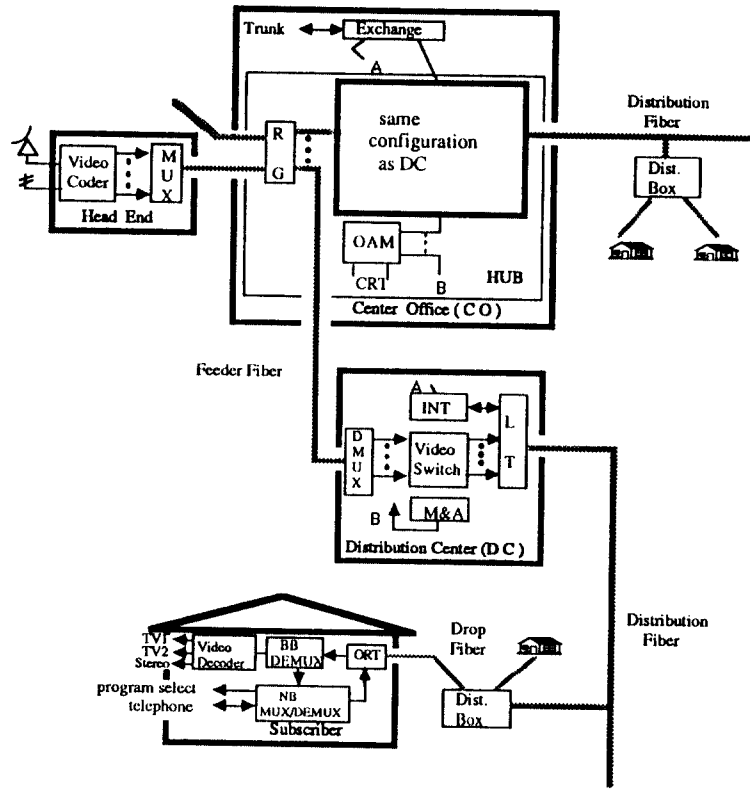 Trunk
Exchange
A
same
configuration
as DC
R
G
Distribution
Fiber
Dist.
Box
Video
Coder
M
U
X
Head End
OAM
CRT
B
HUB
Center Office (CO)
Feeder Fiber
A
INT
L
T
D
M
U
X
Video
Switch
B
M&A
Distribution Center (DC)
Distribution
Fiber
Drop
Fiber
Dist.
Box
TV1
TV2
Stereo
Video
Decoder
BB
DEMUX
ORT
program select
telephone
NB
MUX/DEMUX
Subscriber